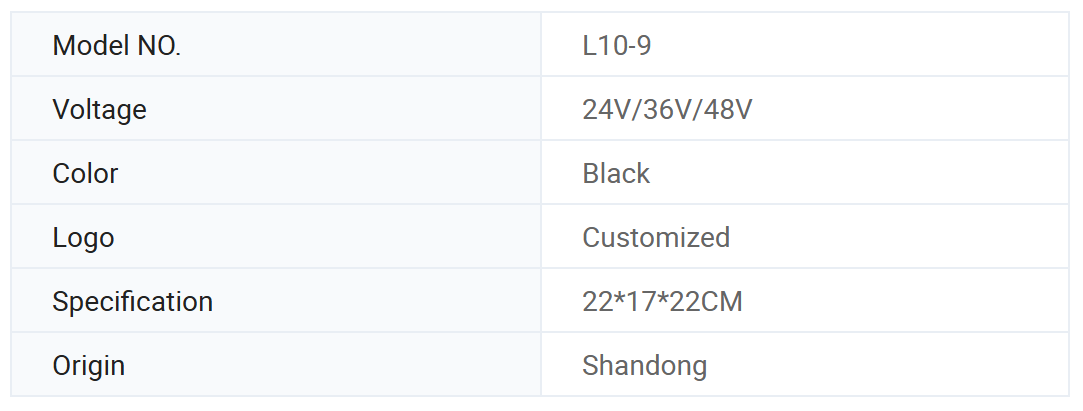 Model NO. L10-9
Voltage 24V/36V/48V
Color Black
Logo Customized
Specification 22*17*22CM
Origin Shandong